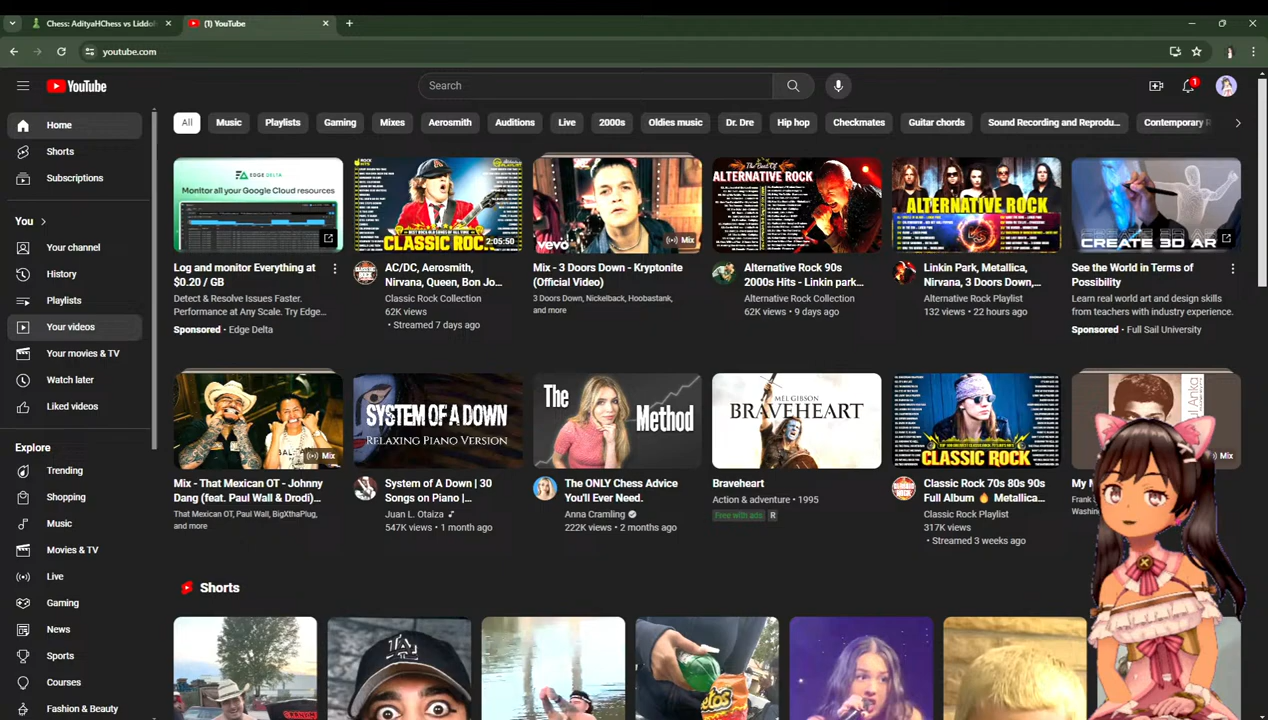 Chess: AdityaHChess vs Liddo
(1) YouTube
youtube.com
YouTube
Search
1
Home
Shorts
Subscriptions
You
Your channel
History
Playlists
Your videos
Your movies & TV
Watch later
Liked videos
Explore
Trending
Shopping
Music
Movies & TV
Live
Gaming
News
Sports
Courses
Fashion & Beauty
All
Music
Playlists
Gaming
Mixes
Aerosmith
Auditions
Live
2000s
Oldies music
Dr. Dre
Hip hop
Checkmates
Guitar chords
Sound Recording and Reprodu...
Contemporary R
EDGE DELTA
Monitor all your Google Cloud resources
Log and monitor Everything at
$0.20 / GB
Detect & Resolve Issues Faster.
Performance at Any Scale. Try Edge...
Sponsored • Edge Delta
CLASSIC ROC
2:05:50
AC/DC, Aerosmith,
Nirvana, Queen, Bon Jo...
Classic Rock Collection
62K views
• Streamed 7 days ago
vevo
Mix
Mix - 3 Doors Down - Kryptonite
(Official Video)
3 Doors Down, Nickelback, Hoobastank,
and more
The Best Of
ALTERNATIVE ROCK
Alternative Rock 90s
2000s Hits - Linkin park...
Alternative Rock Collection
62K views • 9 days ago
ALTERNATIVE ROCK
Linkin Park, Metallica,
Nirvana, 3 Doors Down,...
Alternative Rock Playlist
132 views • 22 hours ago
CREATE 3D AR
See the World in Terms of
Possibility
Learn real world art and design skills
from teachers with industry experience.
Sponsored • Full Sail University
Mix
Mix - That Mexican OT - Johnny
Dang (feat. Paul Wall & Drodi)...
That Mexican OT, Paul Wall, BigXthaPlug,
and more
SYSTEM OF A DOWN
RELAXING PIANO VERSION
System of A Down | 30
Songs on Piano |...
Juan L. Otaiza
547K views • 1 month ago
The
Method
The ONLY Chess Advice
You'll Ever Need.
Anna Cramling
222K views • 2 months ago
MEL GIBSON
BRAVEHEART
Braveheart
Action & adventure • 1995
Free with ads
R
CLASSIC ROCK
Classic Rock 70s 80s 90s
Full Album 🔥 Metallica...
Classic Rock Playlist
317K views
• Streamed 3 weeks ago
Mix
My
Frank
Washin
Shorts
LA